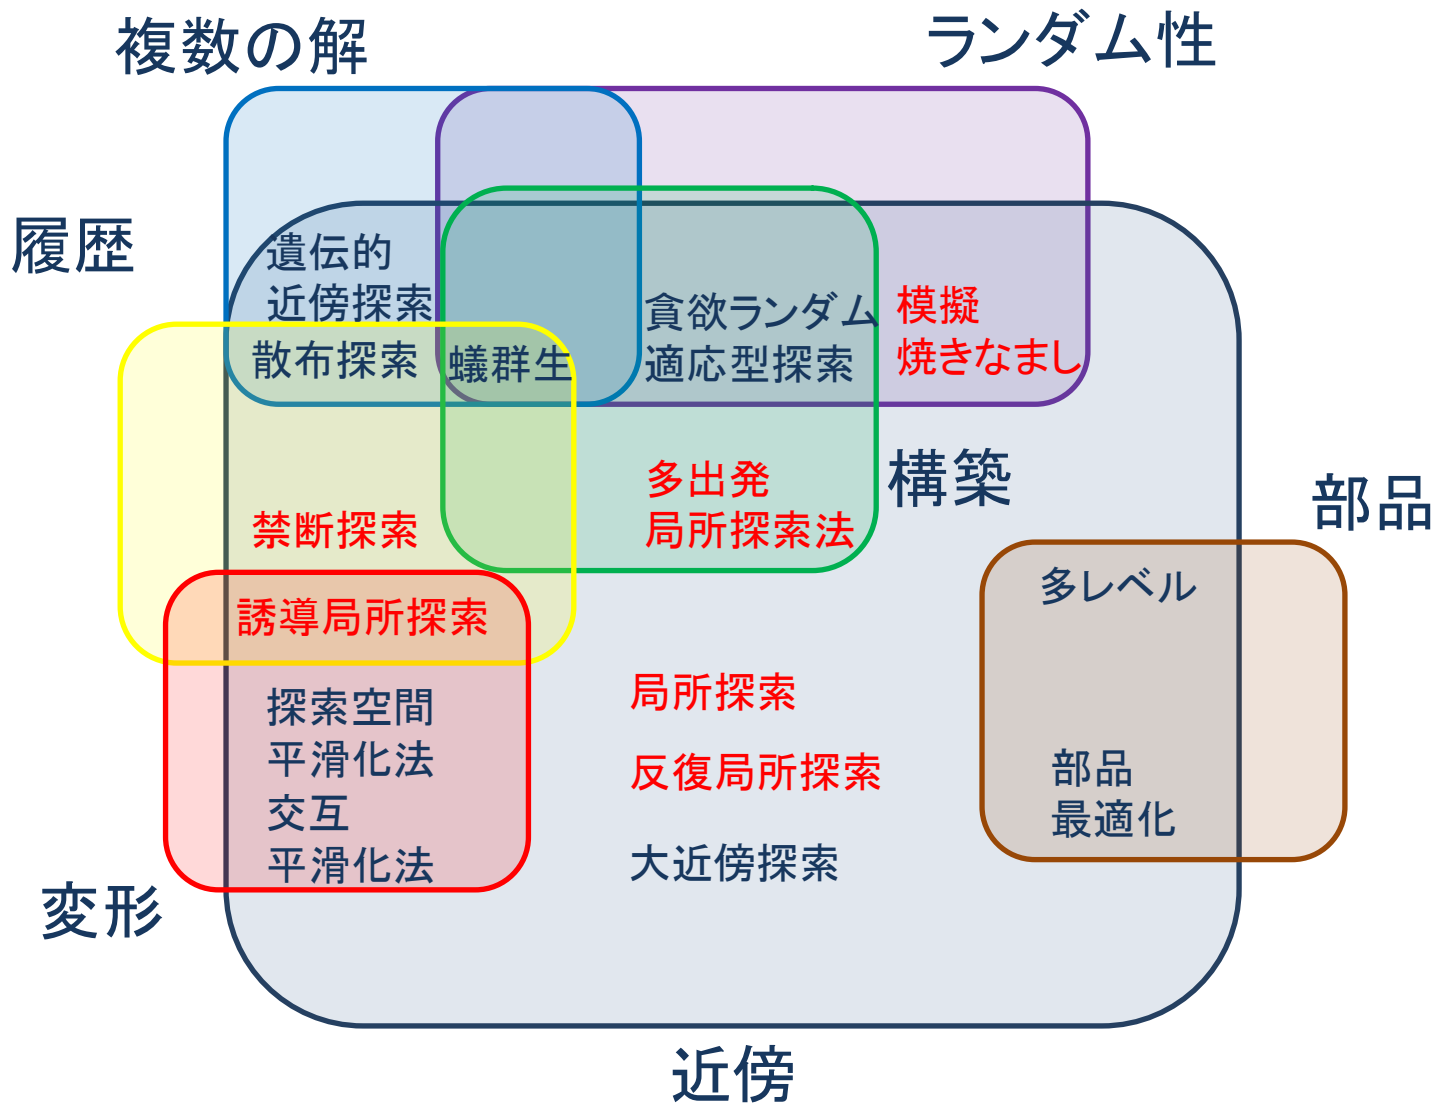 複数の解
ランダム性
履歴
遺伝的
近傍探索
散布探索
蟻群生
貪欲ランダム
適応型探索
模擬
焼きなまし
構築
多出発
局所探索法
禁断探索
部品
多レベル
誘導局所探索
局所探索
探索空間
平滑化法
交互
平滑化法
反復局所探索
部品
最適化
大近傍探索
変形
近傍